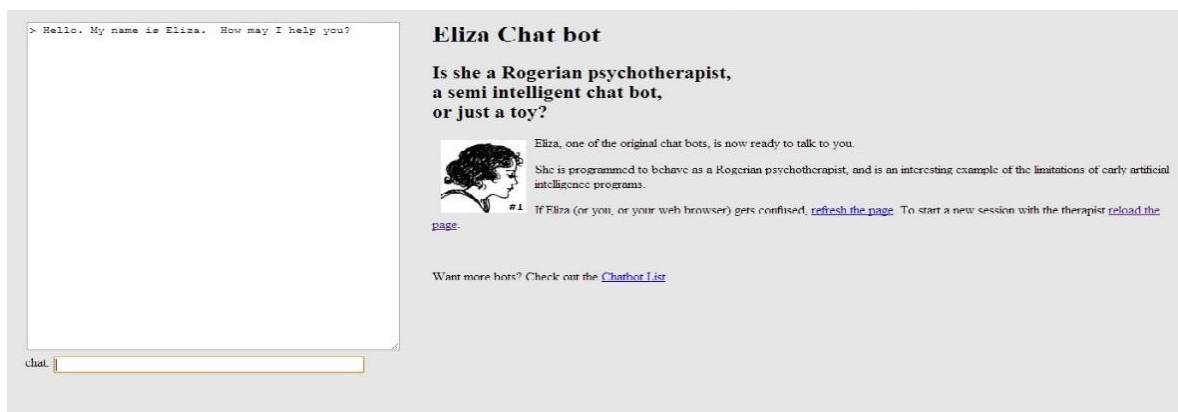 > Hello. My name is Eliza.  How may I help you?
chat.
Eliza Chat bot
Is she a Rogerian psychotherapist,
a semi intelligent chat bot,
or just a toy?
#1
Eliza, one of the original chat bots, is now ready to talk to you.
She is programmed to behave as a Rogerian psychotherapist, and is an interesting example of the limitations of early artificial
intelligence programs.
If Eliza (or you, or your web browser) gets confused, refresh the page. To start a new session with the therapist reload the
page.
Want more bots? Check out the Chatbot List